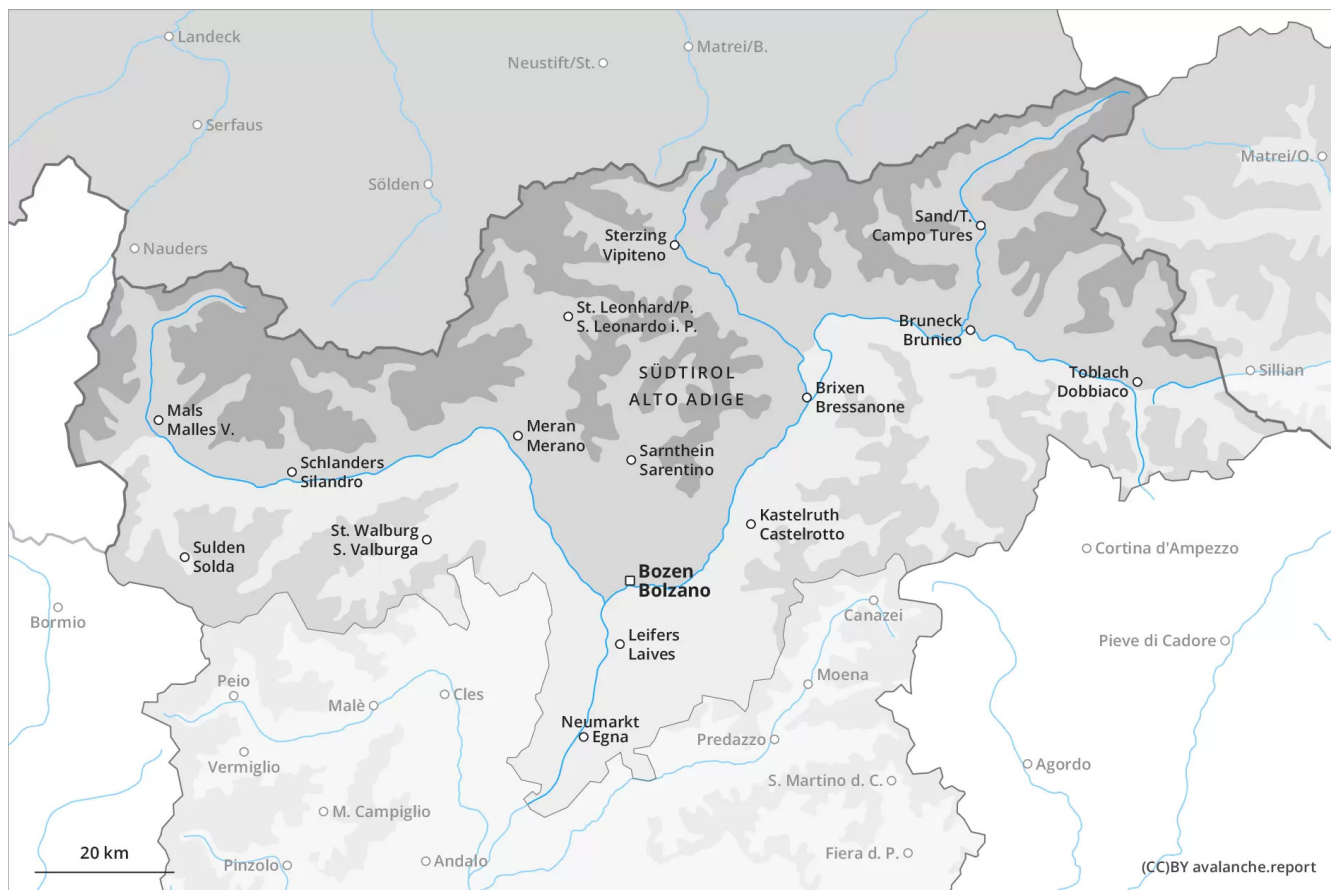 Landeck
Matrei/B.
Neustift/St.
Serfaus
Matrei/O.
Sölden
Sand/T.
Campo Tures
Sterzing
Vipiteno
Nauders
St. Leonhard/P.
S. Leonardo i. P.
Bruneck
Brunico
SÜDTIROL
ALTO ADIGE
Toblach
Dobbiaco
Sillian
Brixen
Bressanone
Mals
Malles V.
Meran
Merano
Sarnthein
Sarentino
Schlanders
Silandro
Kastelruth
Castelrotto
St. Walburg
S. Valburga
Sulden
Solda
Cortina d'Ampezzo
Bozen
Bolzano
Bormio
Canazei
Leifers
Laives
Pieve di Cadore
Peio
Moena
Malè
Cles
Neumarkt
Egna
Predazzo
Vermiglio
Agordo
S. Martino d. C.
M. Campiglio
20 km
Fiera d. P.
Pinzolo
Andalo
(CC)BY avalanche.report